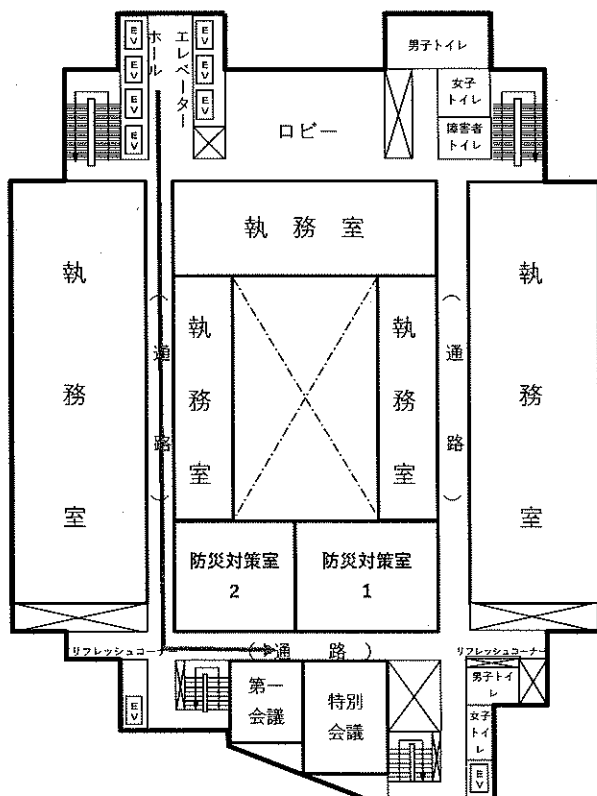 EV
EV
EV
EV
エレベーター
ホール
EV
EV
EV
EV
男子トイレ
女子
トイレ
障害者
トイレ
ロビー
執務室
執務室
執務室
執務室
執務室
（通路）
（通路）
防災対策室
2
防災対策室
1
リフレッシュコーナー
（通路）
リフレッシュコーナー
EV
第一
会議
特別
会議
男子トイ
レ
女子
トイ
レ
EV